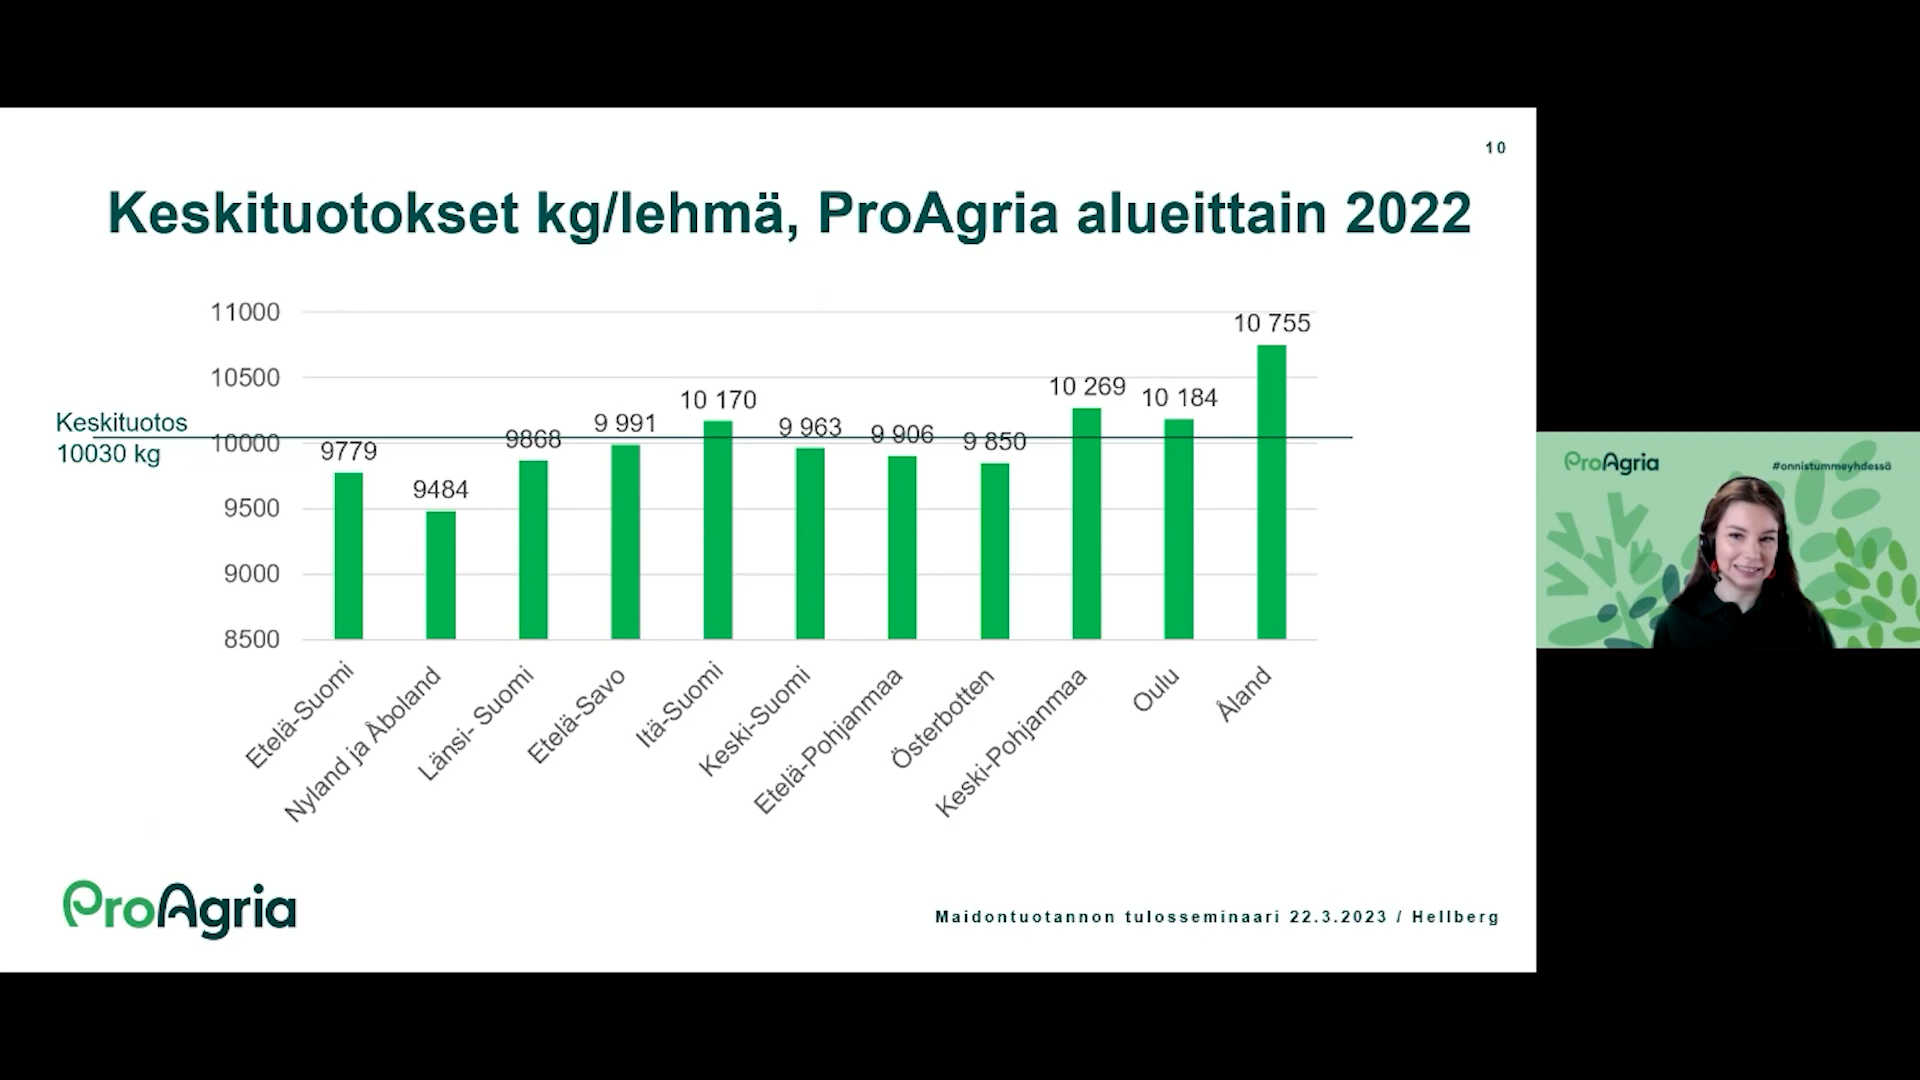 10
Keskituotokset kg/lehmä, ProAgria alueittain 2022
11000
10500
10000
9500
9000
8500
Keskituotos
10030 kg
9779
9484
9868
9 991
10 170
9 963
9 906
9 850
10 269
10 184
10 755
Etelä-Suomi
Nyland ja Åboland
Länsi- Suomi
Etelä-Savo
Itä-Suomi
Keski-Suomi
Etelä-Pohjanmaa
Österbotten
Keski-Pohjanmaa
Oulu
Åland
ProAgria
Maidontuotannon tulosseminaari 22.3.2023 / Hellberg
ProAgria
#onnistummeyhdessä